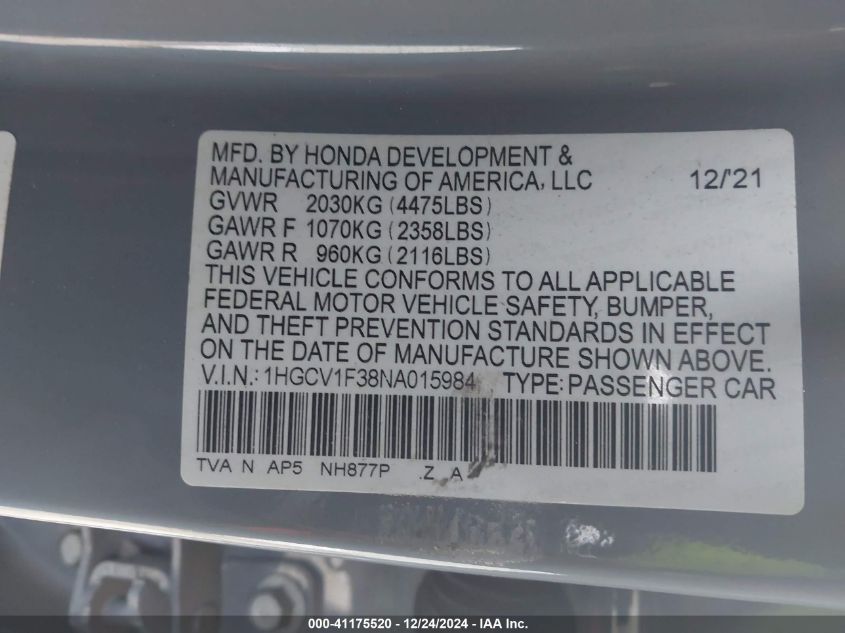 MFD. BY HONDA DEVELOPMENT &
MANUFACTURING OF AMERICA, LLC 12/'21
GVWR 2030KG (4475LBS)
GAWR F 1070KG (2358LBS)
GAWR R 960KG (2116LBS)
THIS VEHICLE CONFORMS TO ALL APPLICABLE
FEDERAL MOTOR VEHICLE SAFETY, BUMPER,
AND THEFT PREVENTION STANDARDS IN EFFECT
ON THE DATE OF MANUFACTURE SHOWN ABOVE.
V.I.N.: 1HGCV1F38NA015984 TYPE: PASSENGER CAR
TVA N AP5 NH877P .Z A
000-41175520 - 12/24/2024 - IAA Inc.